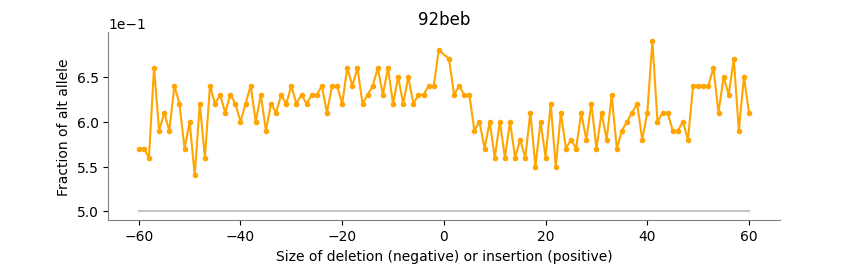 92beb
1e−1
Fraction of alt allele
6.5
6.0
5.5
5.0
−60 −40 −20 0 20 40 60
Size of deletion (negative) or insertion (positive)